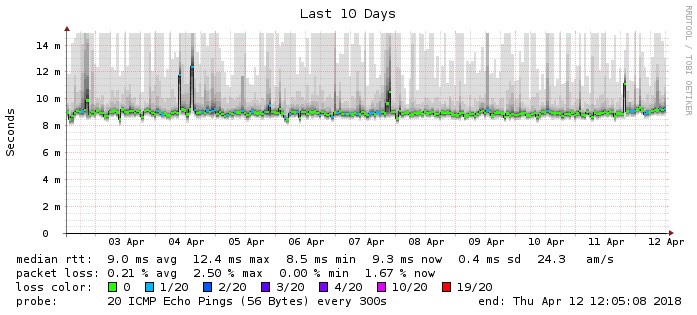 Last 10 Days
RRDTOOL / TOBI OETIKER
Seconds
14 m
12 m
10 m
8 m
6 m
4 m
2 m
0
03 Apr 04 Apr 05 Apr 06 Apr 07 Apr 08 Apr 09 Apr 10 Apr 11 Apr 12 Apr
median rtt: 9.0 ms avg 12.4 ms max 8.5 ms min 9.3 ms now 0.4 ms sd 24.3 am/s
packet loss: 0.21 % avg 2.50 % max 0.00 % min 1.67 % now
loss color: 0 1/20 2/20 3/20 4/20 10/20 19/20
probe: 20 ICMP Echo Pings (56 Bytes) every 300s end: Thu Apr 12 12:05:08 2018